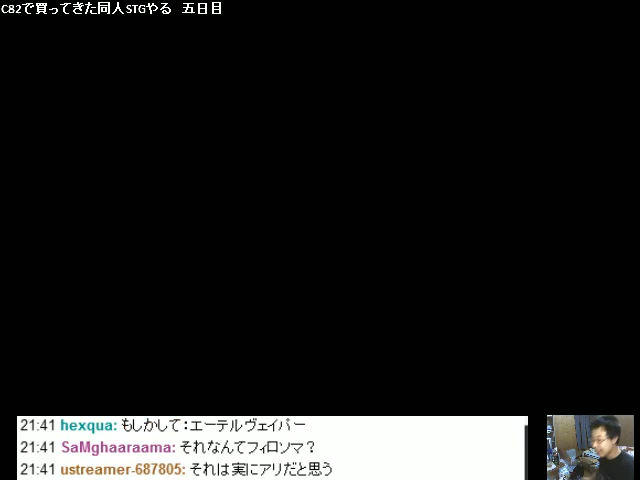 C82で買ってきた同人STGやる 五日目
21:41 hexqua: もしかして：エーテルヴェイパー
21:41 SaMghaaraama: それなんてフィロソマ？
21:41 ustreamer-687805: それは実にアリだと思う